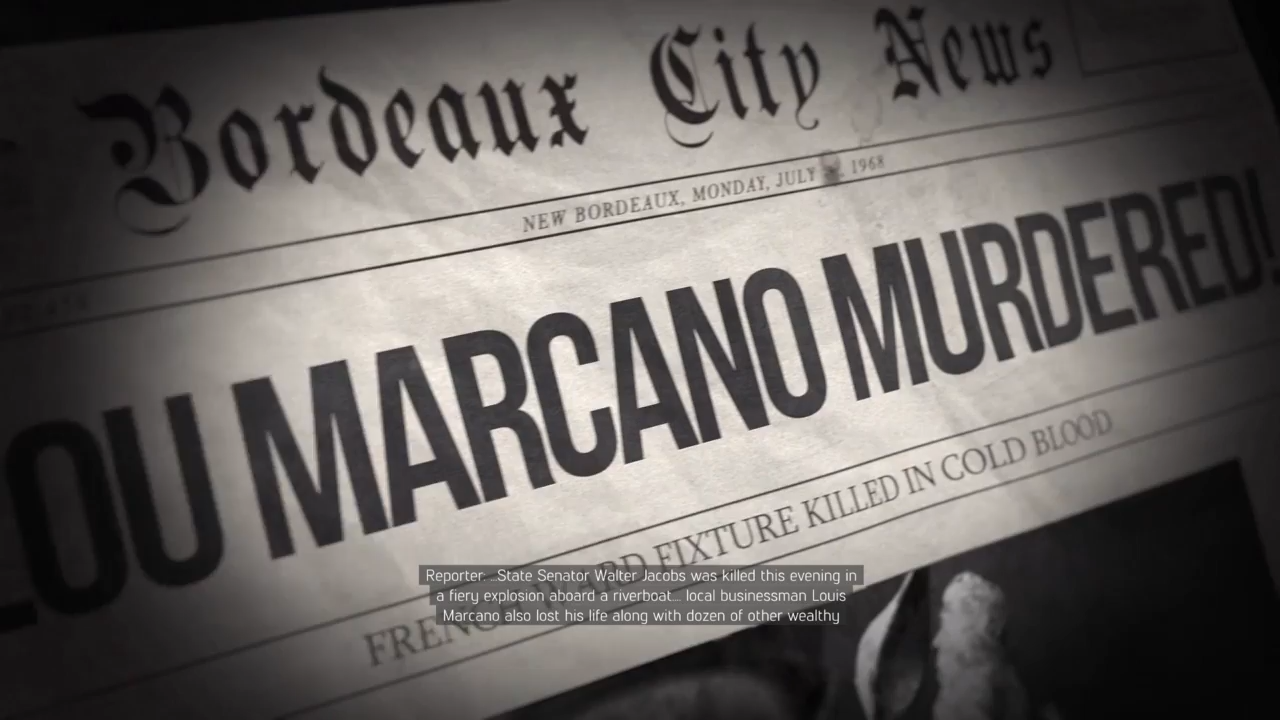 Bordeaux City News
NEW BORDEAUX, MONDAY, JULY , 1968
LOU MARCANO MURDERED!
FRENCH WARD FIXTURE KILLED IN COLD BLOOD
Reporter: ...State Senator Walter Jacobs was killed this evening in
a fiery explosion aboard a riverboat... local businessman Louis
Marcano also lost his life along with dozen of other wealthy